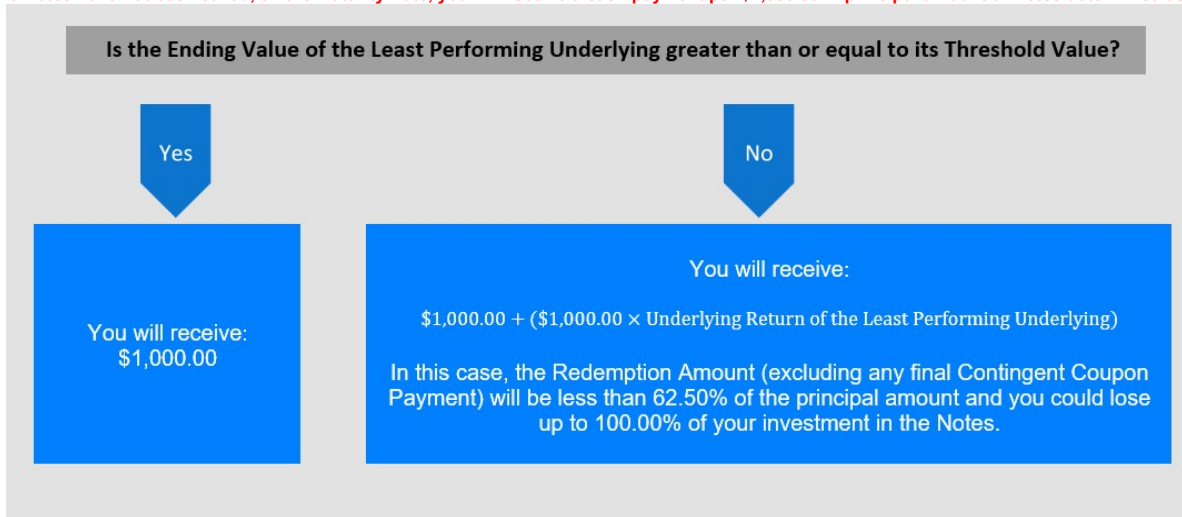 Is the Ending Value of the Least Performing Underlying greater than or equal to its Threshold Value?
Yes
No
You will receive:
$1,000.00
You will receive:
$1,000.00 + ($1,000.00 × Underlying Return of the Least Performing Underlying)
In this case, the Redemption Amount (excluding any final Contingent Coupon
Payment) will be less than 62.50% of the principal amount and you could lose
up to 100.00% of your investment in the Notes.